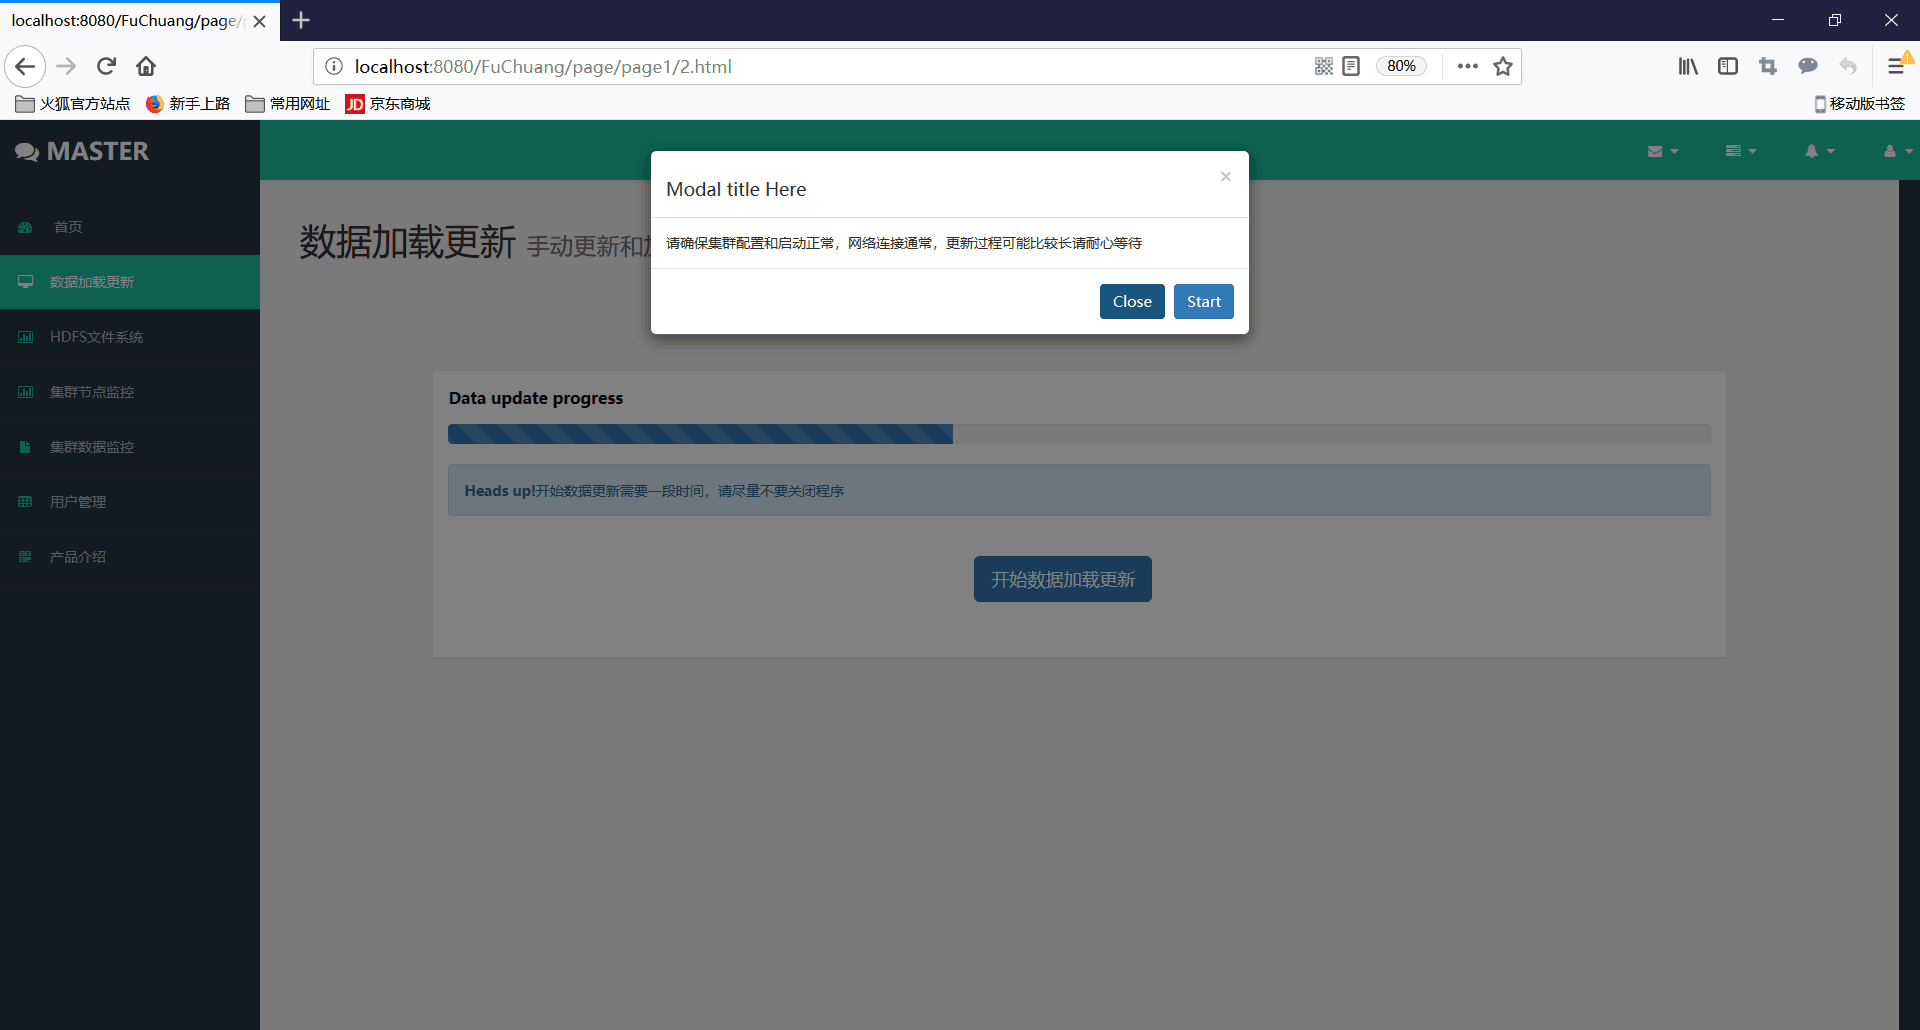 localhost:8080/FuChuang/page/
localhost:8080/FuChuang/page/page1/2.html
80%
火狐官方站点
新手上路
常用网址
JD 京东商城
移动版书签
MASTER
Modal title Here
×
请确保集群配置和启动正常，网络连接通常，更新过程可能比较长请耐心等待
Close
Start
首页
数据加载更新
HDFS文件系统
集群节点监控
集群数据监控
用户管理
产品介绍
数据加载更新 手动更新和
Data update progress
Heads up!开始数据更新需要一段时间，请尽量不要关闭程序
开始数据加载更新